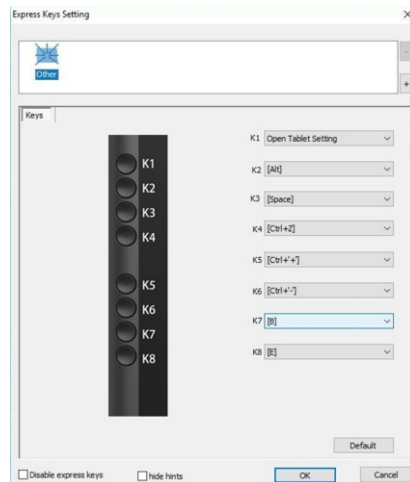 Express Keys Setting
Other
Keys
K1
K2
K3
K4
K5
K6
K7
K8
K1 Open Tablet Setting
K2 [Alt]
K3 [Space]
K4 [Ctrl+Z]
K5 [Ctrl+'+']
K6 [Ctrl+'-']
K7 [B]
K8 [E]
Default
Disable express keys
hide hints
OK
Cancel